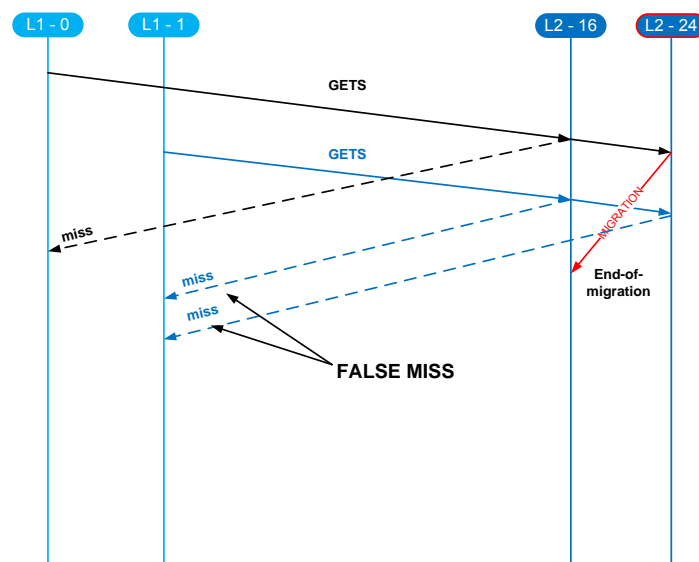 L1 - 0
L1 - 1
L2 - 16
L2 - 24
GETS
GETS
miss
MIGRATION
miss
End-of-
migration
miss
FALSE MISS